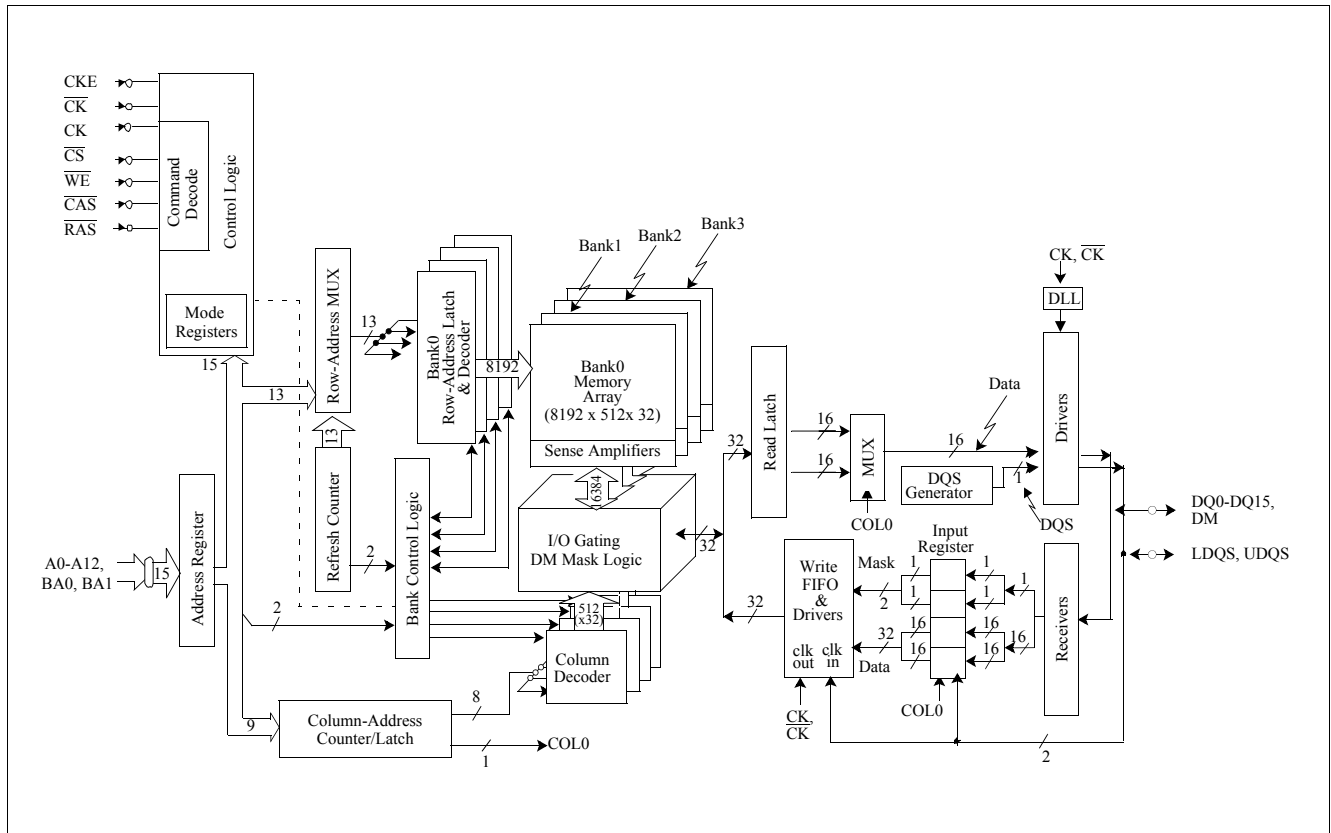 CKE
CK
CK
CS
WE
CAS
RAS
Command
Decode
Control Logic
Mode
Registers
15
13
Row-Address MUX
13
Refresh Counter
13
2
Bank0
Row-Address Latch
& Decoder
8192
Bank1
Bank2
Bank3
Bank0
Memory
Array
(8192 x 512x 32)
Sense Amplifiers
16384
I/O Gating
DM Mask Logic
512
(x32)
Column
Decoder
Bank Control Logic
A0-A12,
BA0, BA1
15
Address Register
2
9
Column-Address
Counter/Latch
8
1
COL0
32
32
32
Read Latch
16
16
MUX
COL0
16
Data
DQS
Generator
1
DQS
CK, CK
DLL
Drivers
DQ0-DQ15,
DM
LDQS, UDQS
Input
Register
Write
FIFO
&
Drivers
clk
out
clk
in
Mask
2
32
Data
1
1
16
16
1
1
16
16
1
16
Receivers
COL0
CK,
CK
2